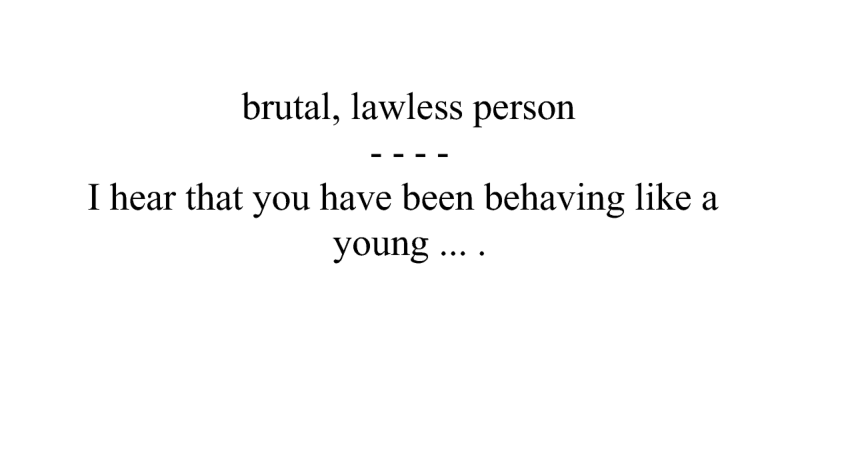 brutal, lawless person
- - - -
I hear that you have been behaving like a
young ... .